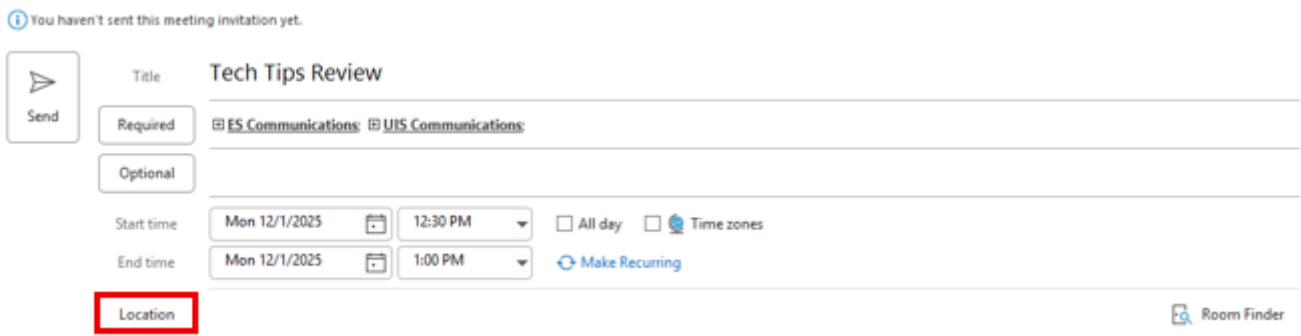 You haven't sent this meeting invitation yet.
Title Tech Tips Review
Send
Required ES Communications; UIS Communications;
Optional
Start time Mon 12/1/2025 12:30 PM All day Time zones
End time Mon 12/1/2025 1:00 PM Make Recurring
Location Room Finder